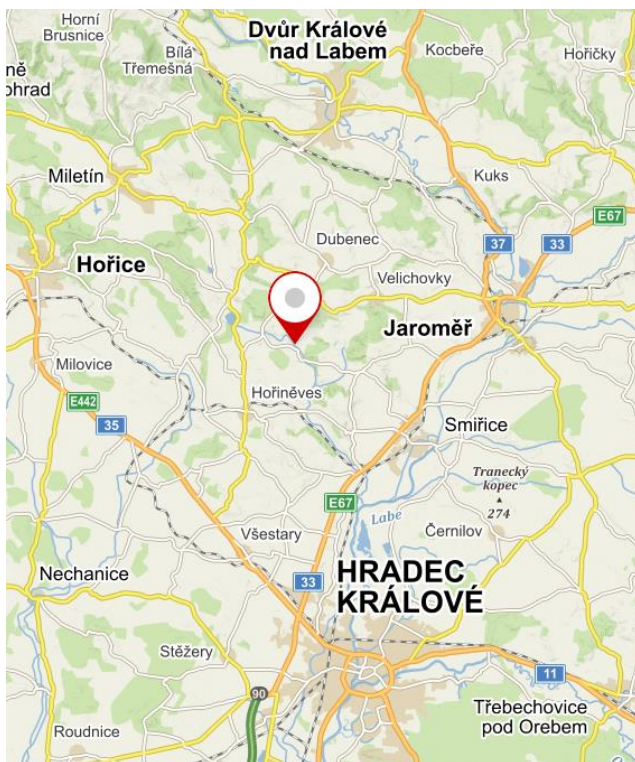 Horní
Brusnice
Dvůr Králové
nad Labem
Kocbeře
Hořičky
Bílá
Třemešná
ně
ohrad
Miletín
Kuks
E67
37
33
Dubenec
Hořice
Velichovky
Jaroměř
Milovice
Hořiněves
E442
35
Smiřice
Tranecký
kopec
274
E67
Labe
Všestary
Černilov
Nechanice
33
HRADEC
KRÁLOVÉ
Stěžery
11
90
Třebechovice
pod Orebem
Roudnice